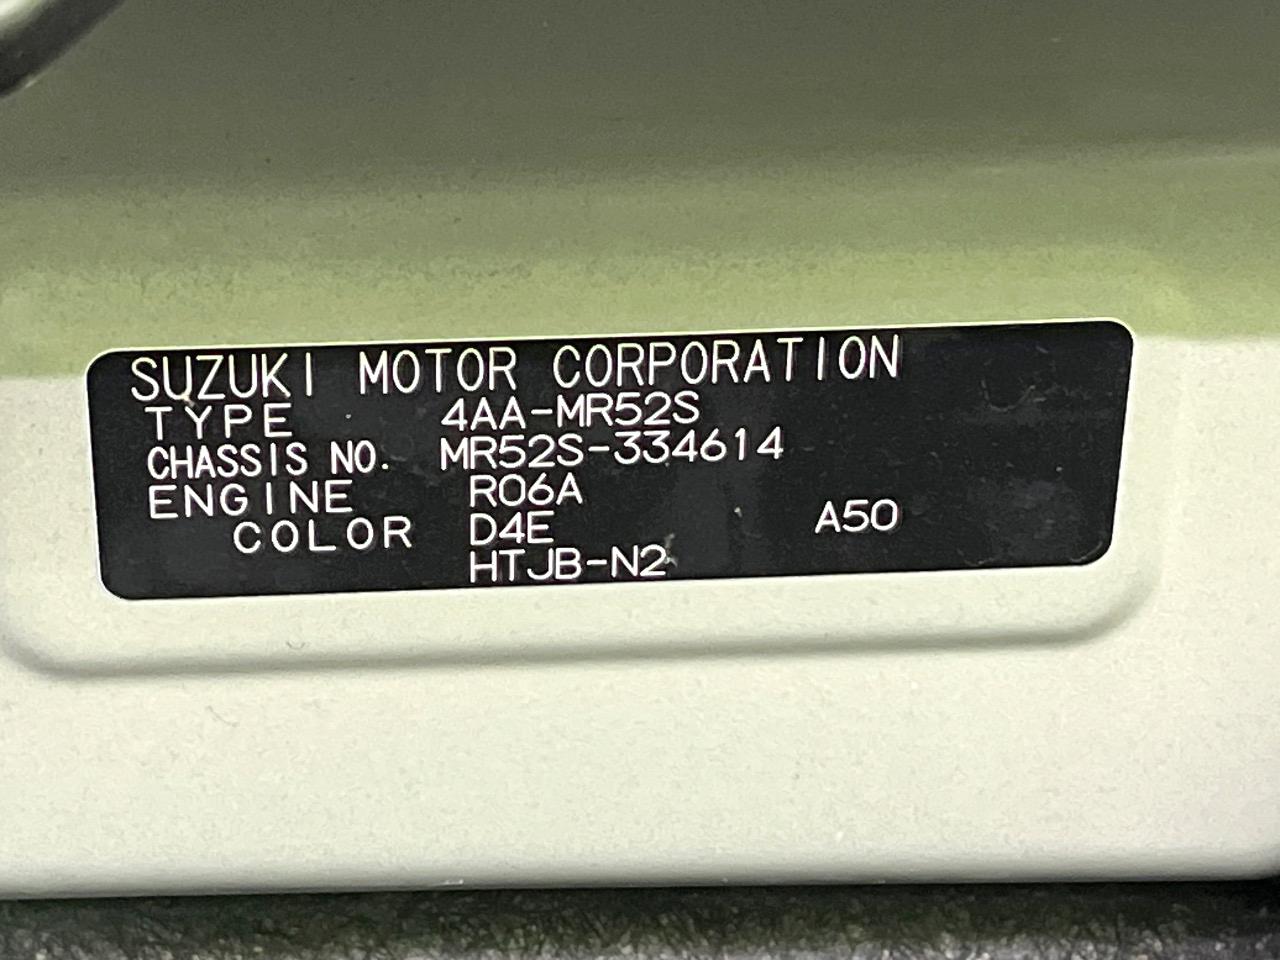 SUZUKI MOTOR CORPORATION
TYPE 4AA-MR52S
CHASSIS NO. MR52S-334614
ENGINE R06A
COLOR D4E A50
HTJB-N2